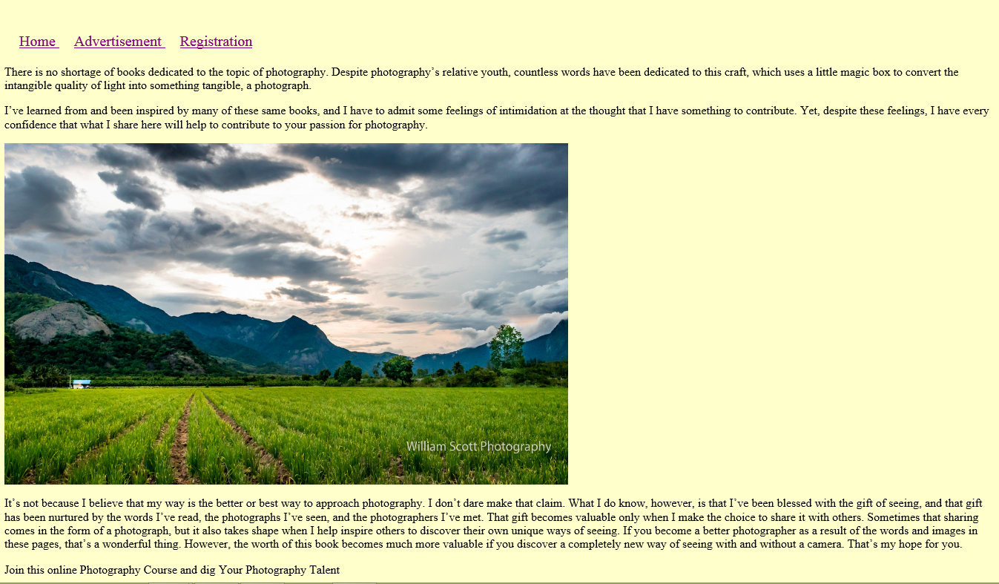 Home Advertisement Registration
There is no shortage of books dedicated to the topic of photography. Despite photography’s relative youth, countless words have been dedicated to this craft, which uses a little magic box to convert the
intangible quality of light into something tangible, a photograph.
I’ve learned from and been inspired by many of these same books, and I have to admit some feelings of intimidation at the thought that I have something to contribute. Yet, despite these feelings, I have every
confidence that what I share here will help to contribute to your passion for photography.
William Scott Photography
It’s not because I believe that my way is the better or best way to approach photography. I don’t dare make that claim. What I do know, however, is that I’ve been blessed with the gift of seeing, and that gift
has been nurtured by the words I’ve read, the photographs I’ve seen, and the photographers I’ve met. That gift becomes valuable only when I make the choice to share it with others. Sometimes that sharing
comes in the form of a photograph, but it also takes shape when I help inspire others to discover their own unique ways of seeing. If you become a better photographer as a result of the words and images in
these pages, that’s a wonderful thing. However, the worth of this book becomes much more valuable if you discover a completely new way of seeing with and without a camera. That’s my hope for you.
Join this online Photography Course and dig Your Photography Talent